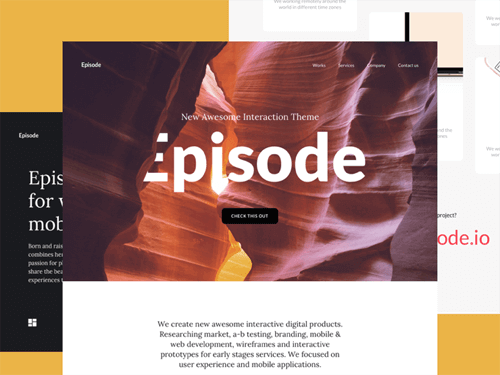 We working remotely around the
world in different time zones
Episode
Works
Services
Company
Contact us
New Awesome Interaction Theme
Episode
CHECK THIS OUT
We create new awesome interactive digital products.
Researching market, a-b testing, branding, mobile &
web development, wireframes and interactive
prototypes for early stages services. We focused on
user experience and mobile applications.
Episode
Epis
for w
mob
Born and rais
combines her
passion for pi
share the bea
experiences t
project?
ode.io